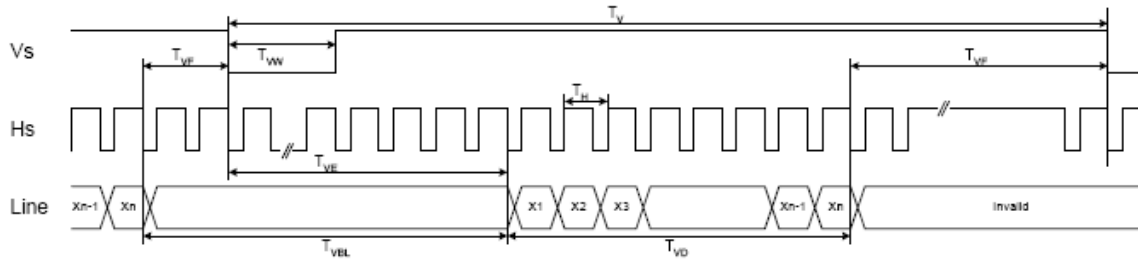 TV
Vs
TVF
TVW
TVF
TH
Hs
//
//
TVE
Line
Xn-1
Xn
X1
X2
X3
Xn-1
Xn
Invalid
TVBL
TVD